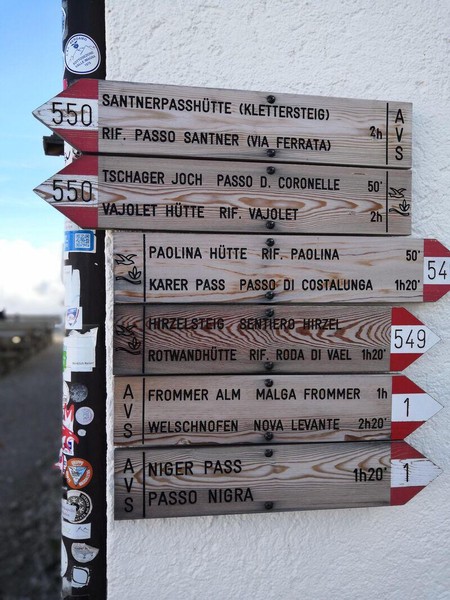 550
SANTNERPASSHÜTTE (KLETTERSTEIG)
RIF. PASSO SANTNER (VIA FERRATA) 2h
AVS
550
TSCHAGER JOCH PASSO D. CORONELLE 50'
VAJOLET HÜTTE RIF. VAJOLET 2h
PAOLINA HÜTTE RIF. PAOLINA 50'
KARER PASS PASSO DI COSTALUNGA 1h20'
54
HIRZELSTEIG SENTIERO HIRZEL
ROTWANDHÜTTE RIF. RODA DI VAEL 1h20'
549
AVS
FROMMER ALM MALGA FROMMER 1h
WELSCHNOFEN NOVA LEVANTE 2h20'
1
AVS
NIGER PASS 1h20'
PASSO NIGRA
1